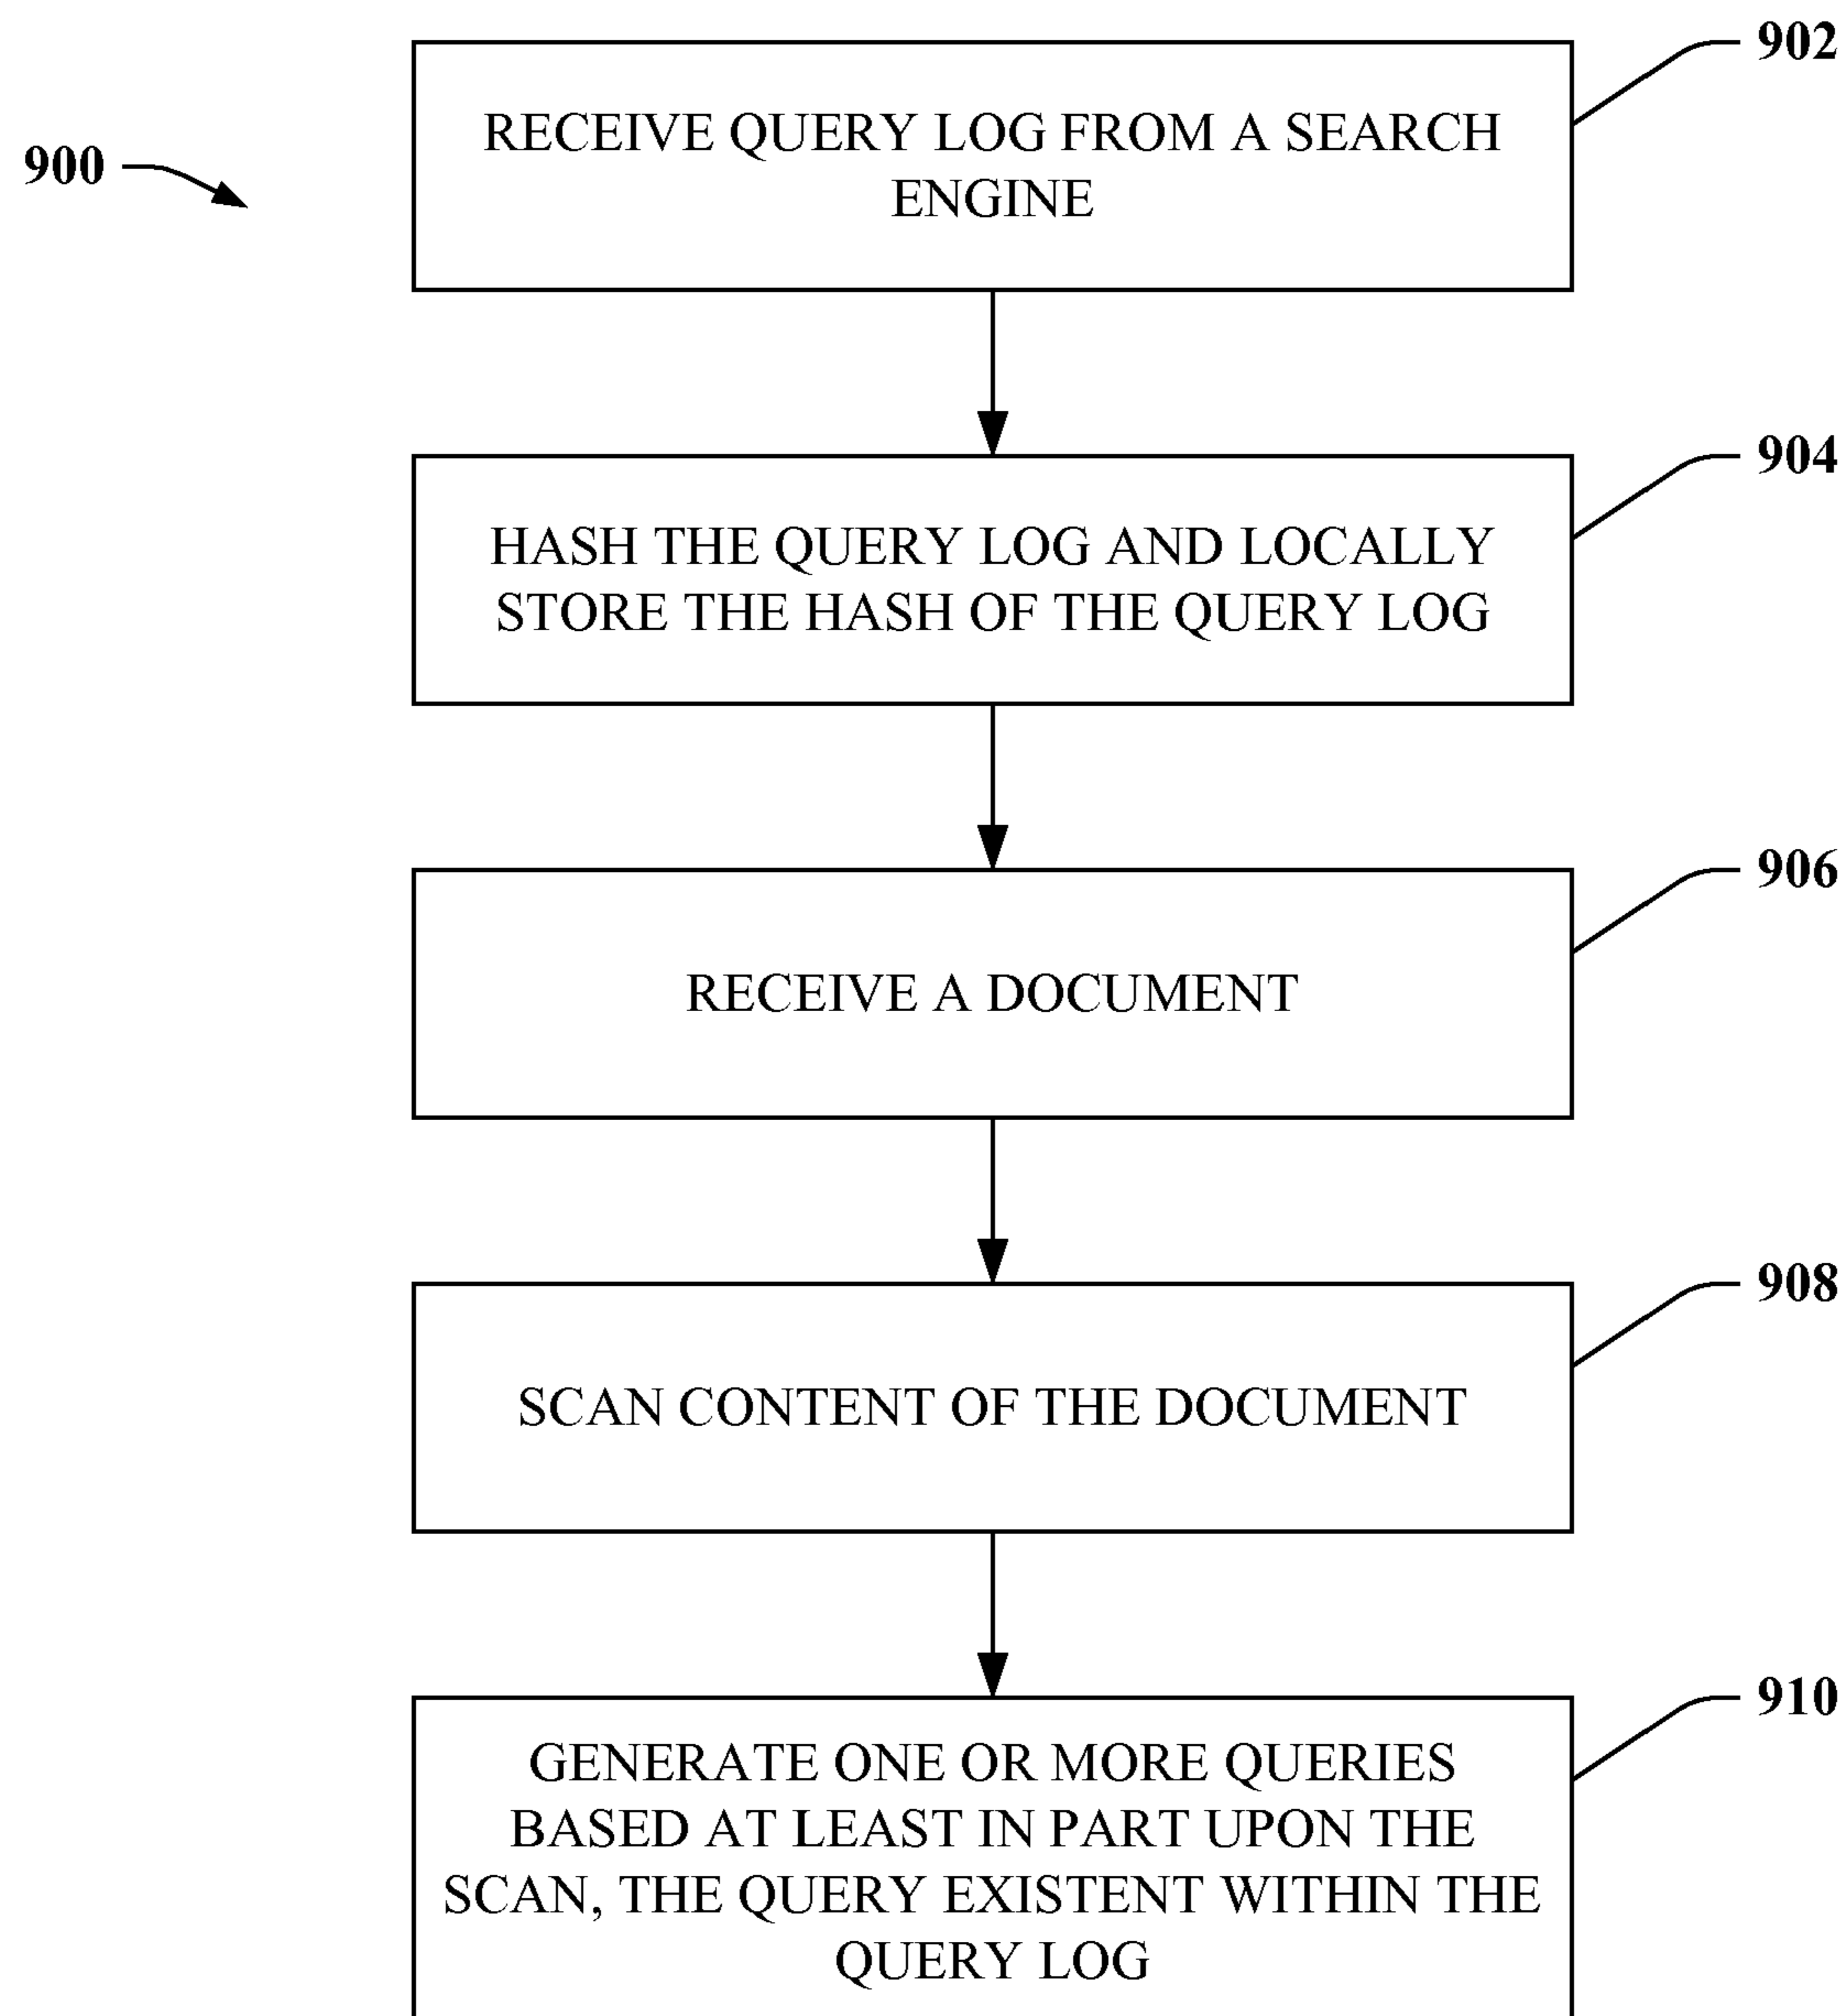 902
RECEIVE QUERY LOG FROM A SEARCH
ENGINE
900
904
HASH THE QUERY LOG AND LOCALLY
STORE THE HASH OF THE QUERY LOG
906
RECEIVE A DOCUMENT
908
SCAN CONTENT OF THE DOCUMENT
910
GENERATE ONE OR MORE QUERIES
BASED AT LEAST IN PART UPON THE
SCAN, THE QUERY EXISTENT WITHIN THE
QUERY LOG